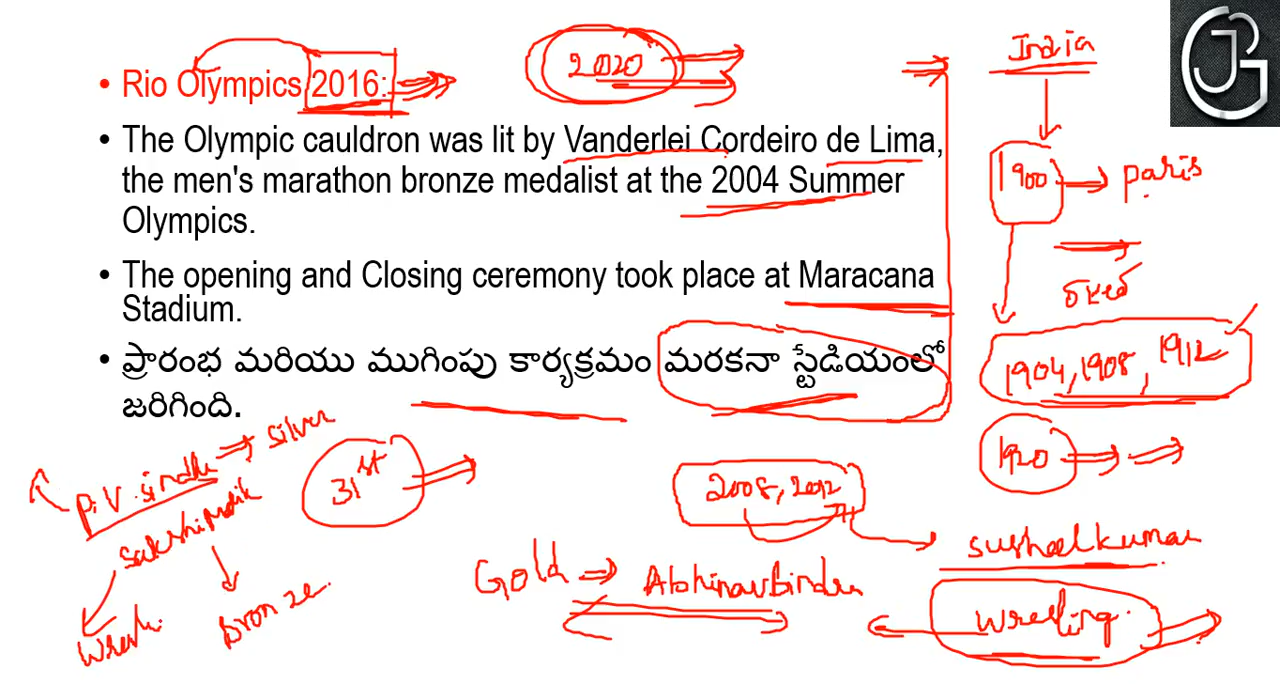 Rio Olympics 2016:
2020
The Olympic cauldron was lit by Vanderlei Cordeiro de Lima,
the men's marathon bronze medalist at the 2004 Summer
Olympics.
The opening and Closing ceremony took place at Maracana
Stadium.
ప్రారంభ మరియు ముగింపు కార్యక్రమం మరకనా స్టేడియంలో
జరిగింది.
India
1900 → paris
1904, 1908, 1912
1920
P.V. sindhu → silver
sakshi malik
Bronze
31st
2008, 2012
susheelkumar
Gold → Abhinav bindra
wrestling
JG